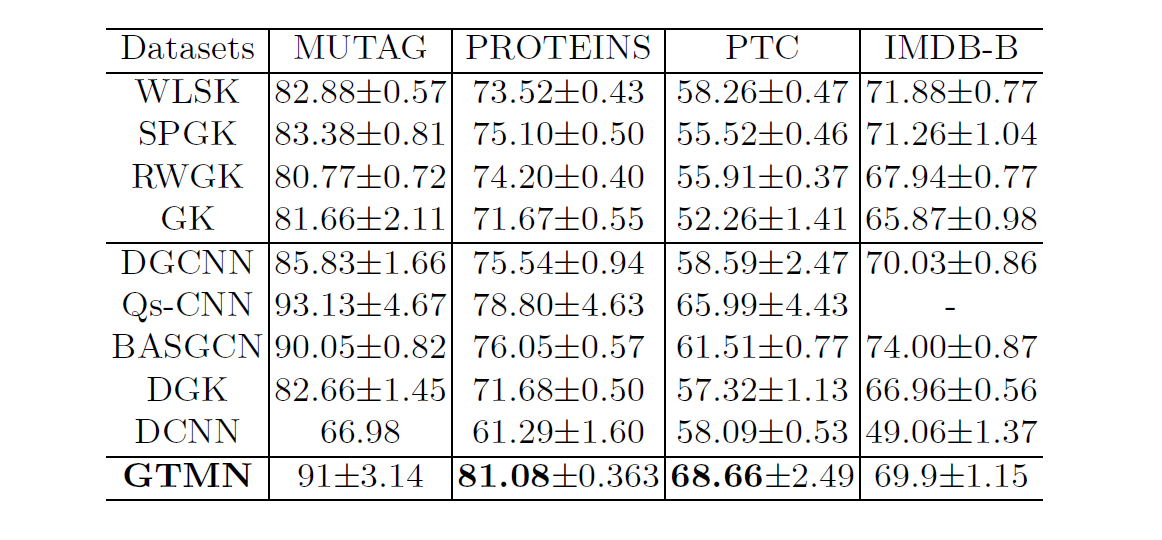 Datasets MUTAG PROTEINS PTC IMDB-B
WLSK 82.88±0.57 73.52±0.43 58.26±0.47 71.88±0.77
SPGK 83.38±0.81 75.10±0.50 55.52±0.46 71.26±1.04
RWGK 80.77±0.72 74.20±0.40 55.91±0.37 67.94±0.77
GK 81.66±2.11 71.67±0.55 52.26±1.41 65.87±0.98
DGCNN 85.83±1.66 75.54±0.94 58.59±2.47 70.03±0.86
Qs-CNN 93.13±4.67 78.80±4.63 65.99±4.43 -
BASGCN 90.05±0.82 76.05±0.57 61.51±0.77 74.00±0.87
DGK 82.66±1.45 71.68±0.50 57.32±1.13 66.96±0.56
DCNN 66.98 61.29±1.60 58.09±0.53 49.06±1.37
GTMN 91±3.14 81.08±0.363 68.66±2.49 69.9±1.15